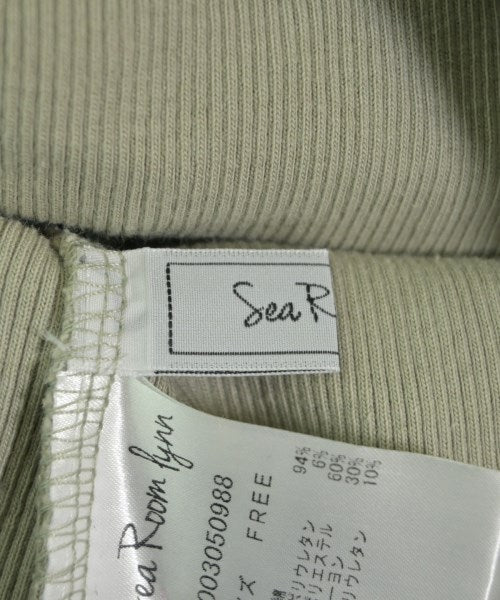 Sea R
Sea Room lynn
003050988
ズ FREE
綿 94%
リウレタン 6%
リエステル 60%
ーヨン 30%
リウレタン 10%